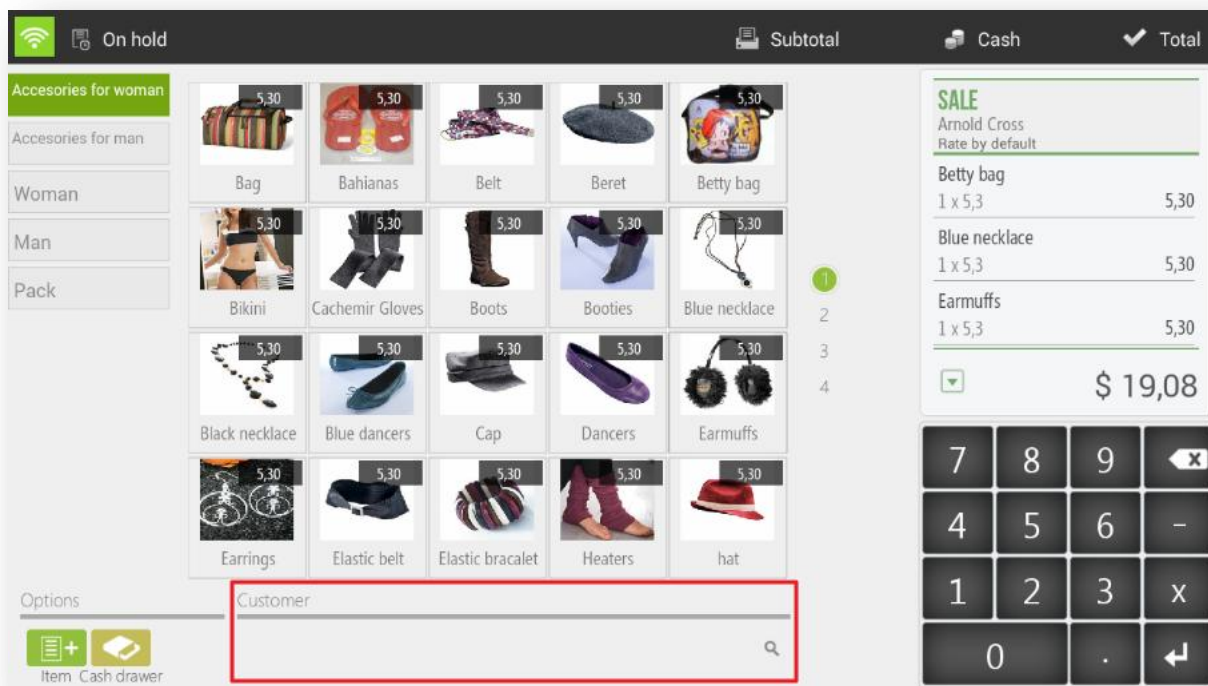 On hold
Subtotal
Cash
Total
Accesories for woman
Accesories for man
Woman
Man
Pack
5,30 5,30 5,30 5,30 5,30
Bag Bahianas Belt Beret Betty bag
5,30 5,30 5,30 5,30
Bikini Cachemir Gloves Boots Booties Blue necklace
5,30 5,30 5,30 5,30 5,30
Black necklace Blue dancers Cap Dancers Earmuffs
5,30 5,30 5,30 5,30 5,30
Earrings Elastic belt Elastic bracalet Heaters hat
1
2
3
4
Options
Item Cash drawer
Customer
SALE
Arnold Cross
Rate by default
Betty bag
1 x 5,3 5,30
Blue necklace
1 x 5,3 5,30
Earmuffs
1 x 5,3 5,30
$ 19,08
7 8 9 x
4 5 6 -
1 2 3 x
0 .